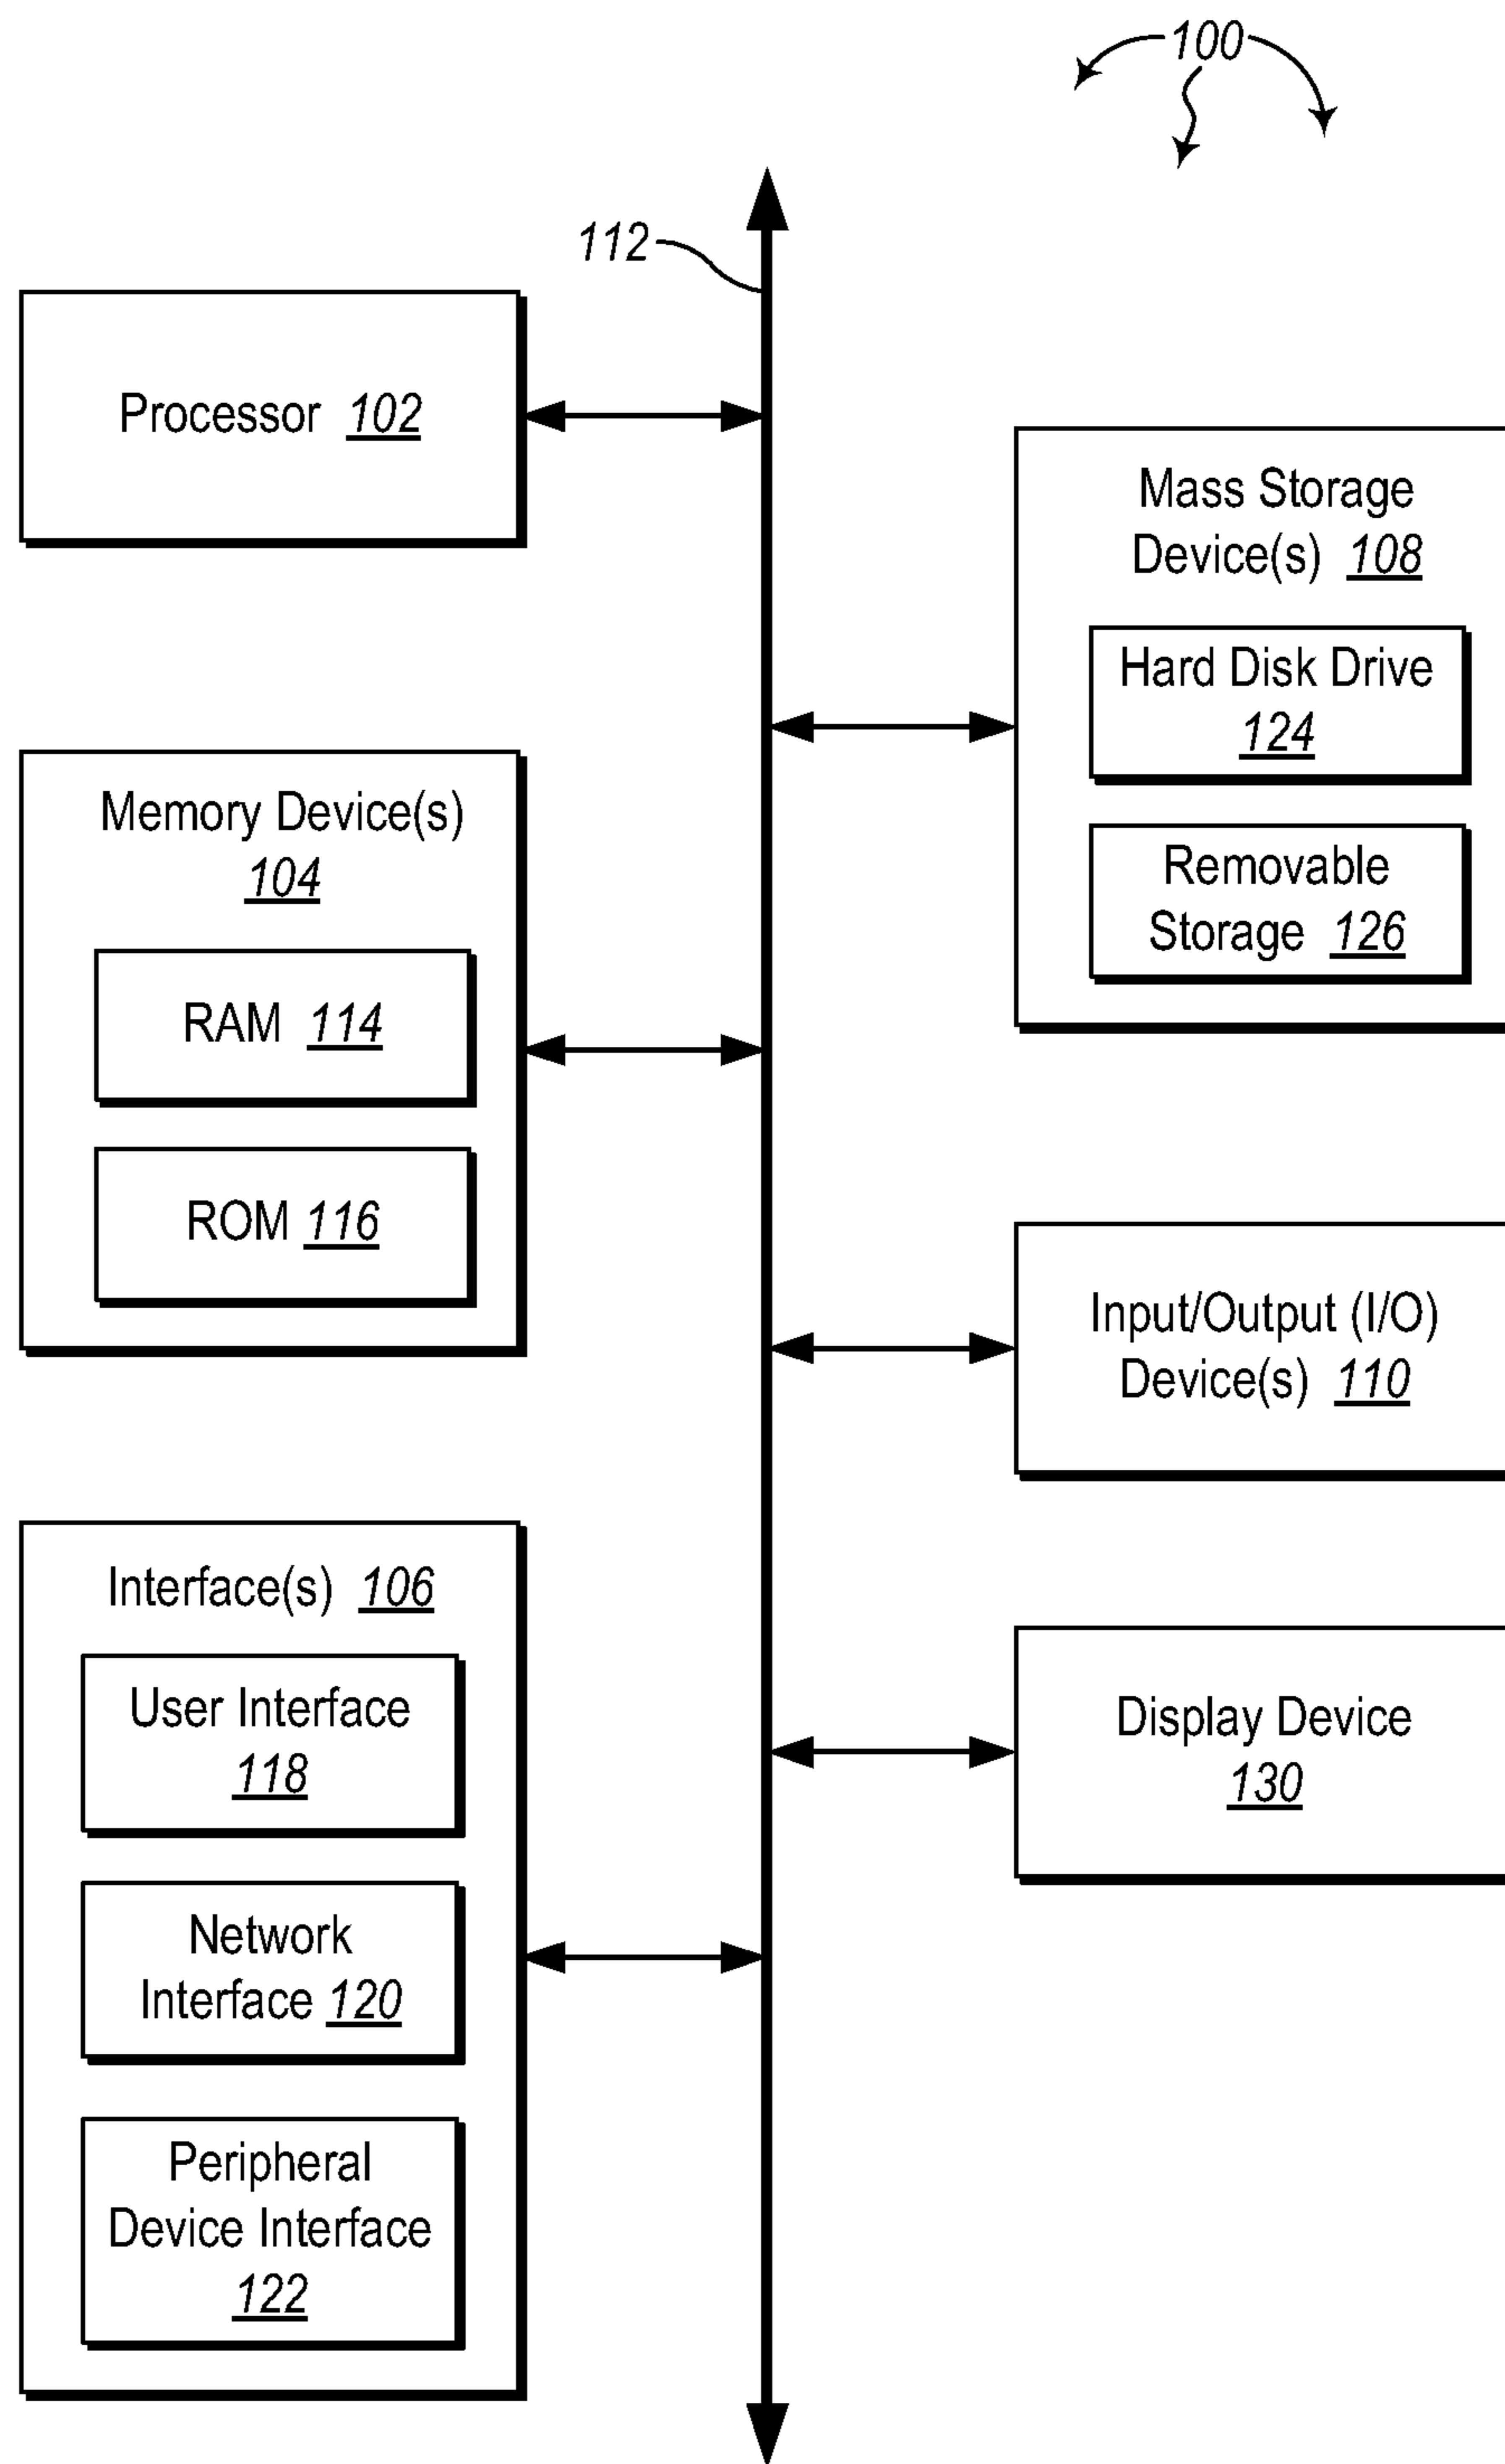 100
112
Processor 102
Memory Device(s)
104
RAM 114
ROM 116
Interface(s) 106
User Interface
118
Network
Interface 120
Peripheral
Device Interface
122
Mass Storage
Device(s) 108
Hard Disk Drive
124
Removable
Storage 126
Input/Output (I/O)
Device(s) 110
Display Device
130